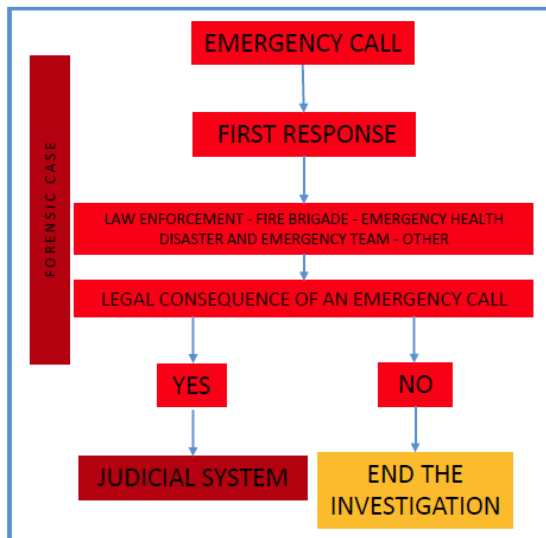 EMERGENCY CALL
FORENSIC CASE
FIRST RESPONSE
LAW ENFORCEMENT - FIRE BRIGADE - EMERGENCY HEALTH
DISASTER AND EMERGENCY TEAM - OTHER
LEGAL CONSEQUENCE OF AN EMERGENCY CALL
YES
NO
JUDICIAL SYSTEM
END THE
INVESTIGATION